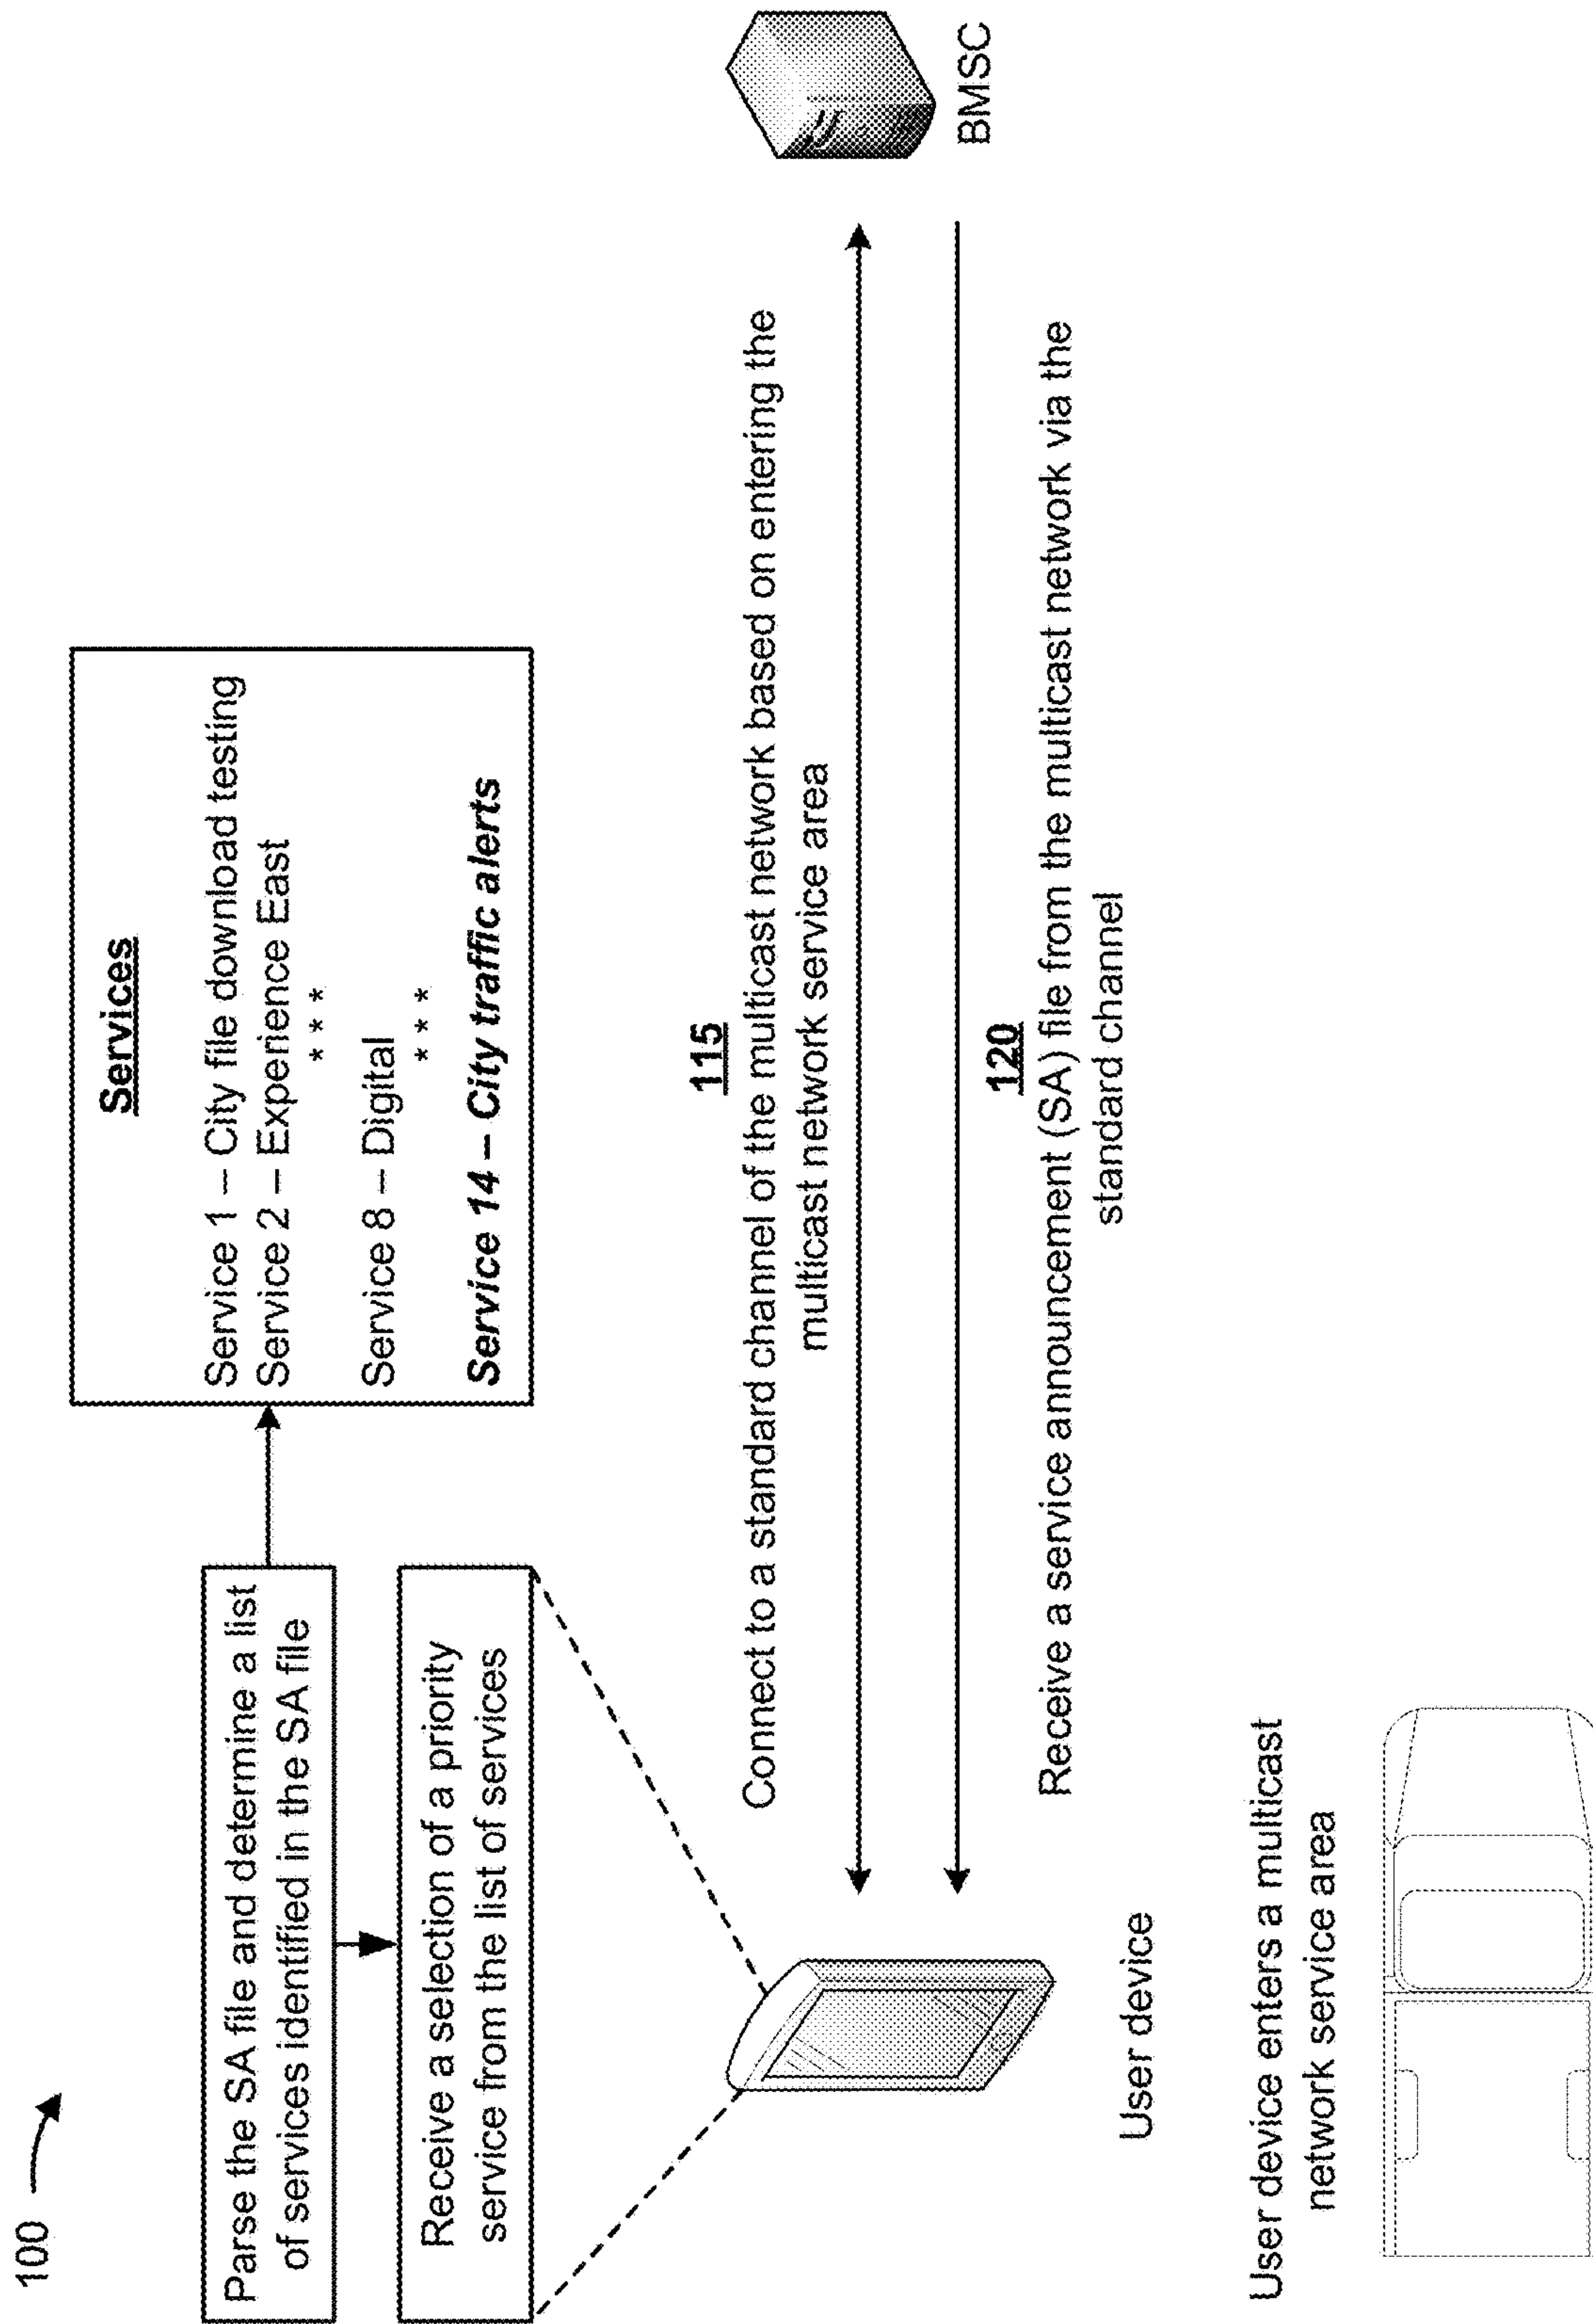 100
Parse the SA file and determine a list
of services identified in the SA file
Receive a selection of a priority
service from the list of services
Services
Service 1 – City file download testing
Service 2 – Experience East
* * *
Service 8 – Digital
* * *
Service 14 – City traffic alerts
115
Connect to a standard channel of the multicast network based on entering the
multicast network service area
120
Receive a service announcement (SA) file from the multicast network via the
standard channel
User device
BMSC
User device enters a multicast
network service area